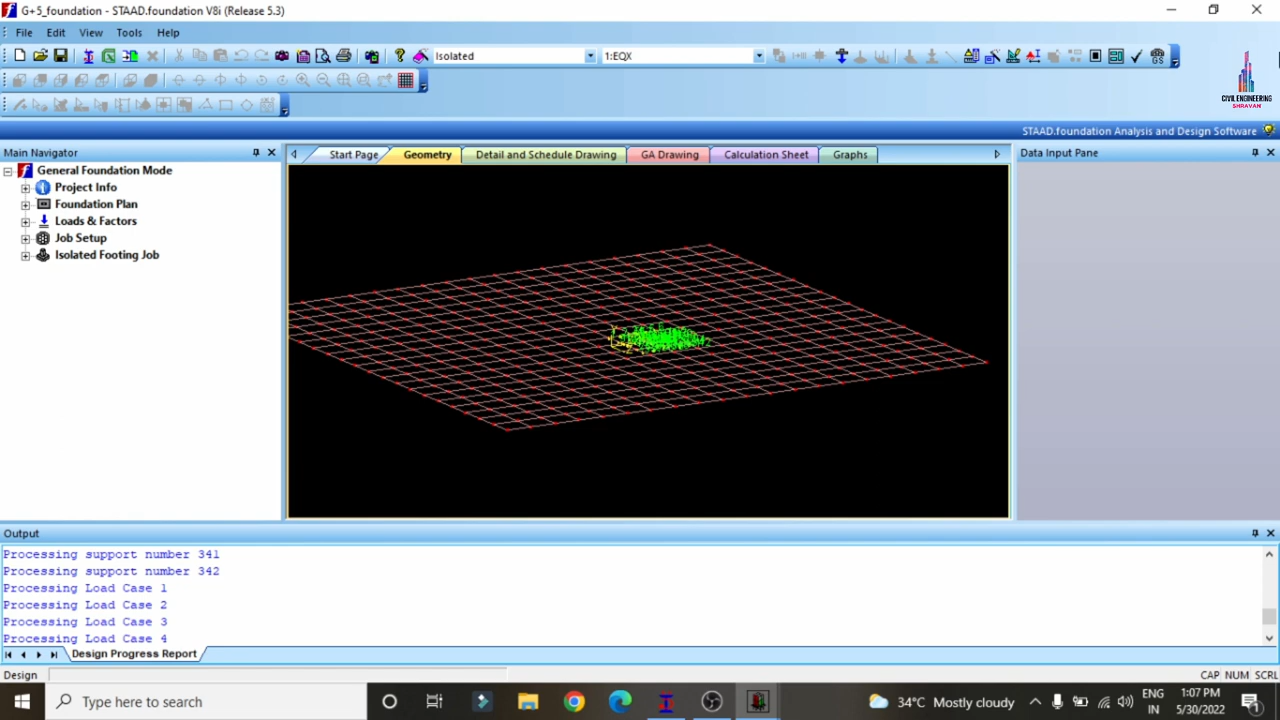 G+5_foundation - STAAD.foundation V8i (Release 5.3)
File Edit View Tools Help
Isolated 1:EQX
CIVIL ENGINEERING
SHRAVANI
STAAD.foundation Analysis and Design Software
Main Navigator
Start Page Geometry Detail and Schedule Drawing GA Drawing Calculation Sheet Graphs
Data Input Pane
General Foundation Mode
Project Info
Foundation Plan
Loads & Factors
Job Setup
Isolated Footing Job
Output
Processing support number 341
Processing support number 342
Processing Load Case 1
Processing Load Case 2
Processing Load Case 3
Processing Load Case 4
Design Progress Report
Design CAP NUM SCRL
Type here to search
34°C Mostly cloudy
ENG
IN
1:07 PM
5/30/2022
1